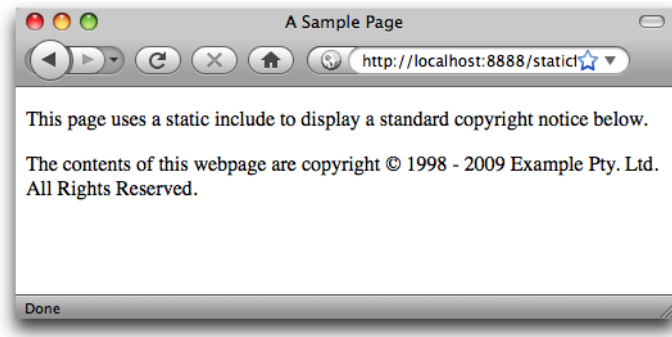 A Sample Page
http://localhost:8888/static
This page uses a static include to display a standard copyright notice below.
The contents of this webpage are copyright © 1998 - 2009 Example Pty. Ltd.
All Rights Reserved.
Done